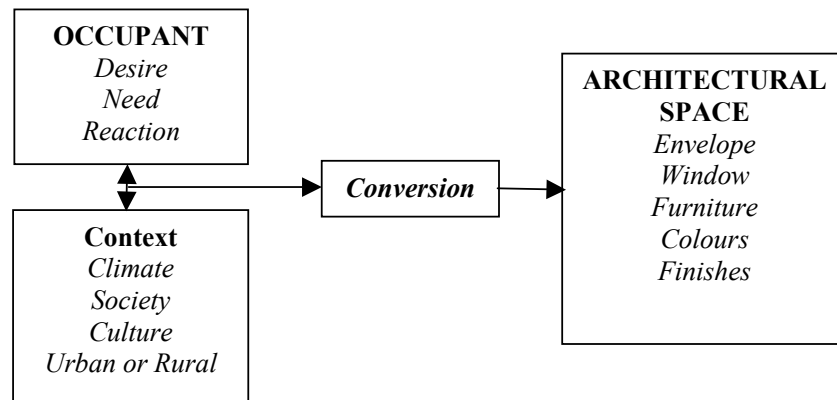 OCCUPANT
Desire
Need
Reaction
Context
Climate
Society
Culture
Urban or Rural
Conversion
ARCHITECTURAL
SPACE
Envelope
Window
Furniture
Colours
Finishes